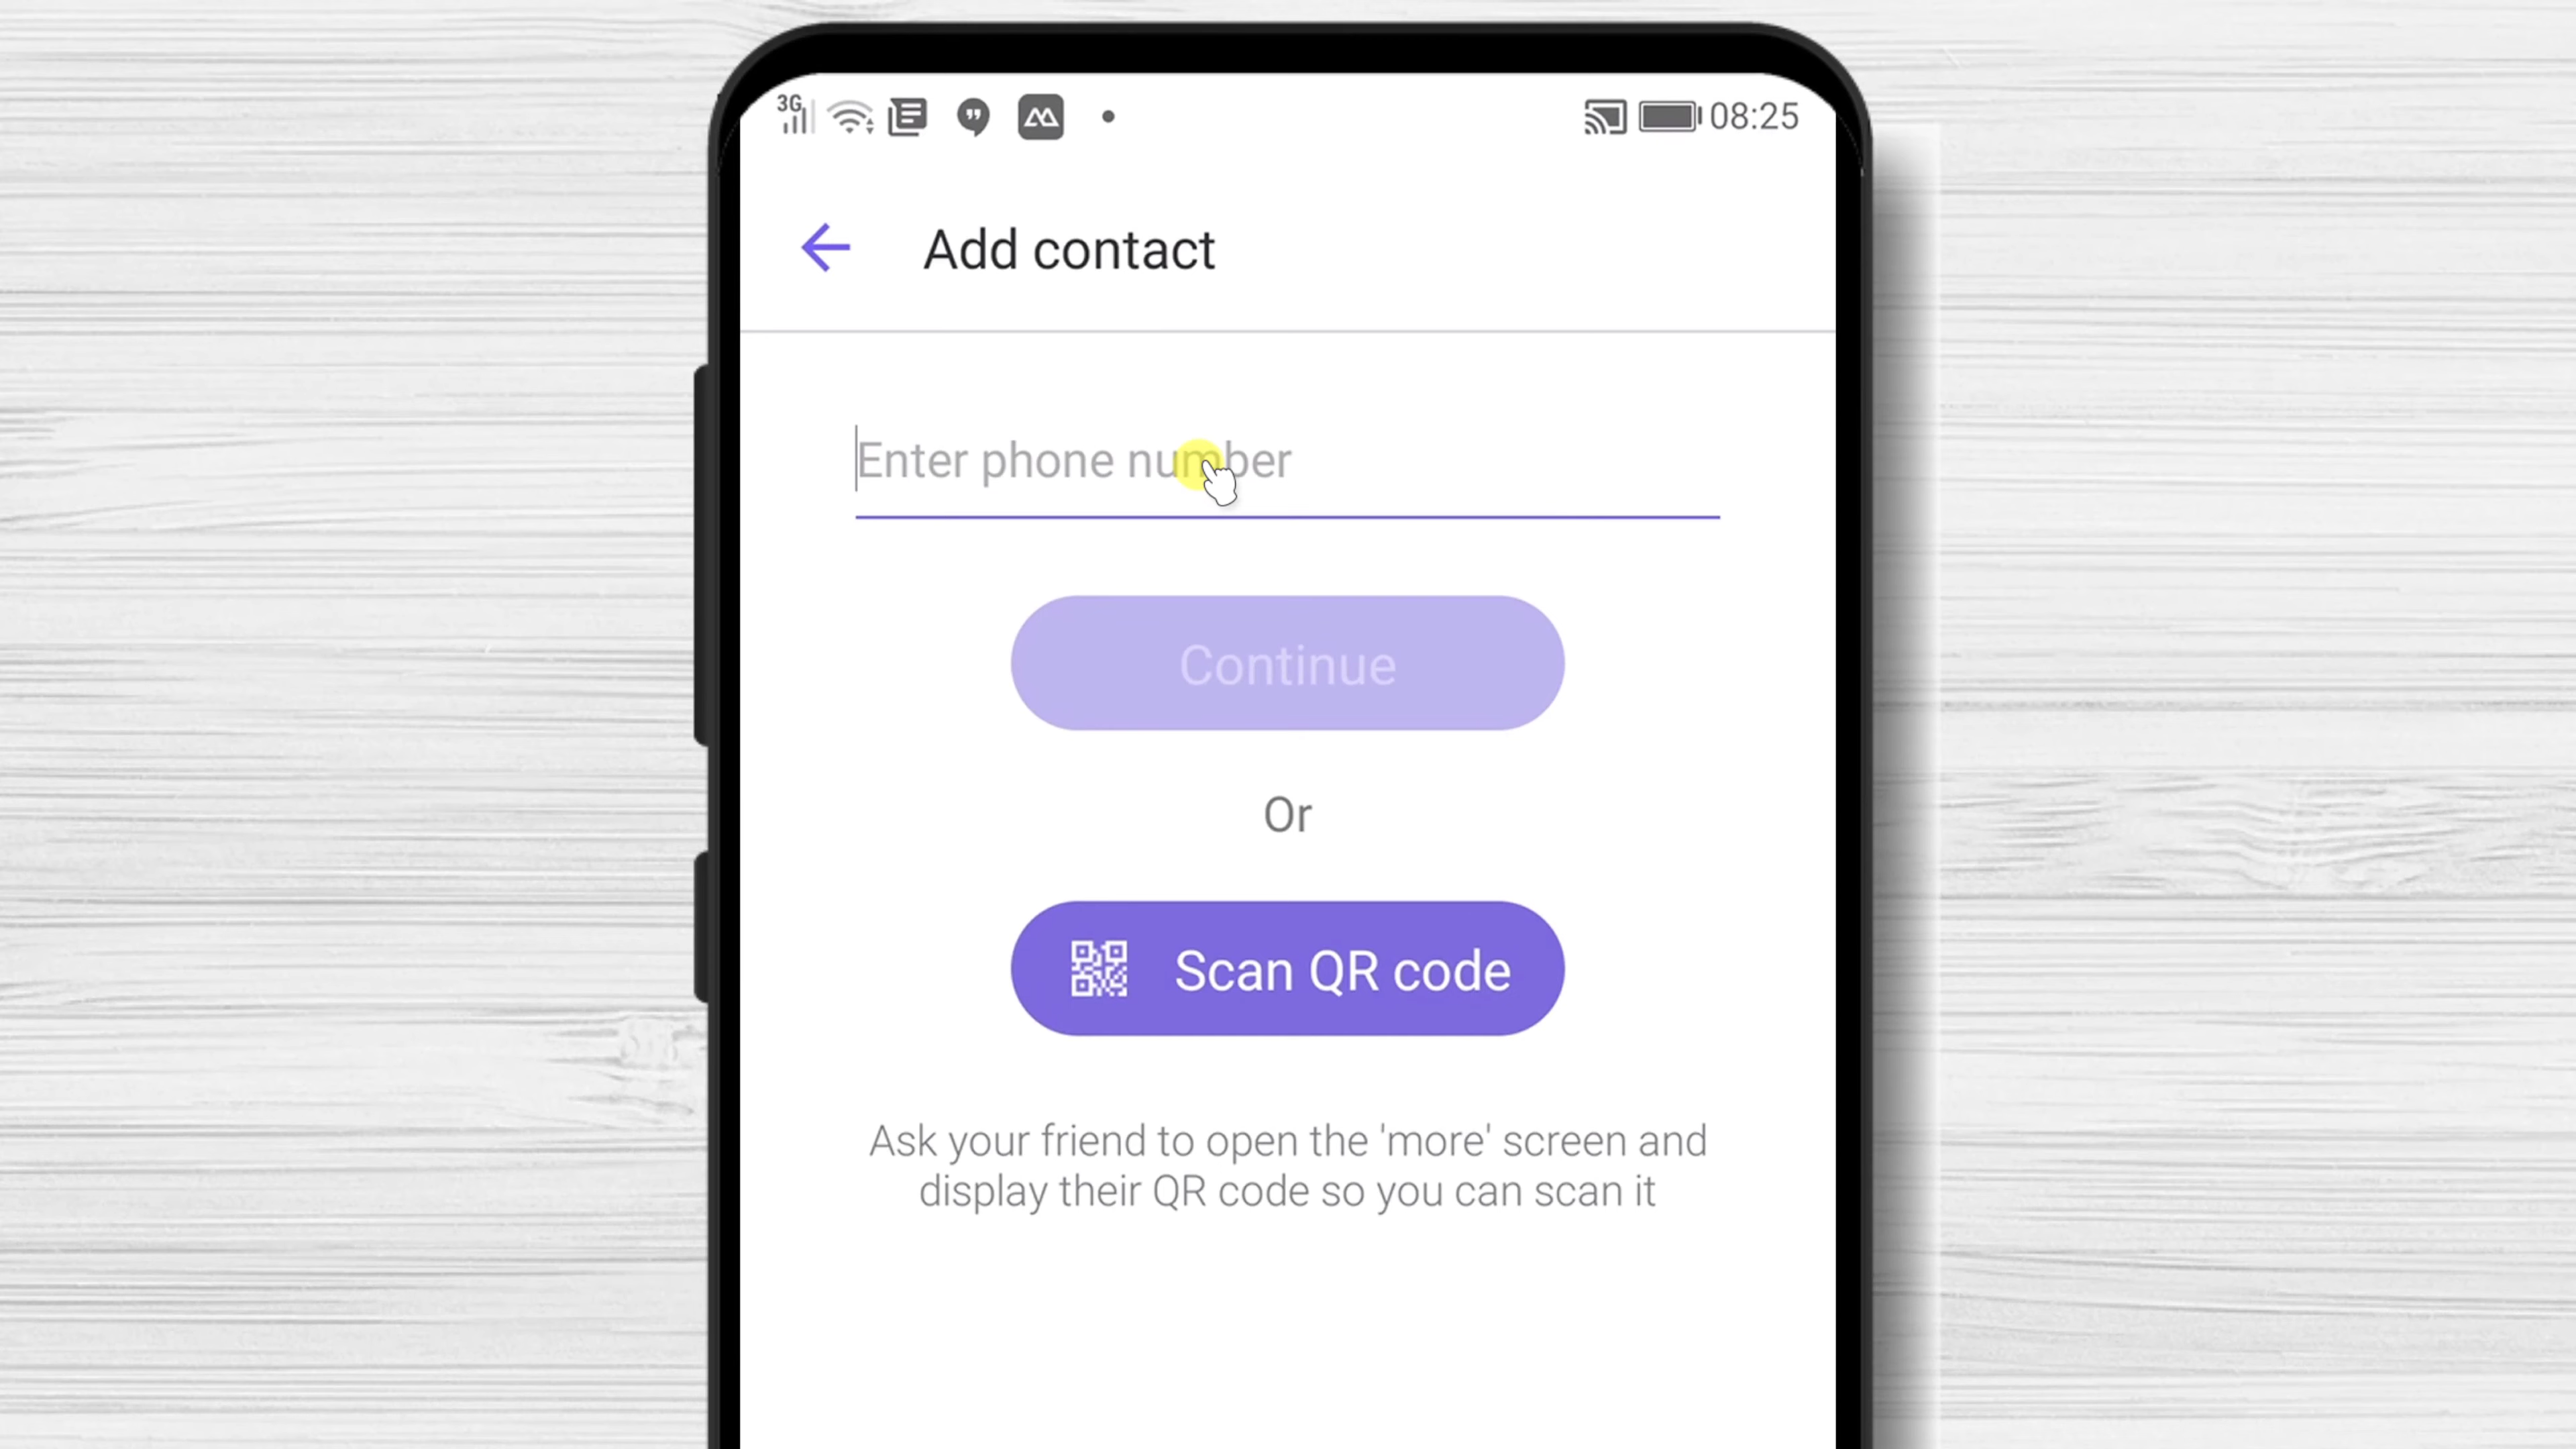 3G 08:25
Add contact
Enter phone number
Continue
Or
Scan QR code
Ask your friend to open the 'more' screen and
display their QR code so you can scan it